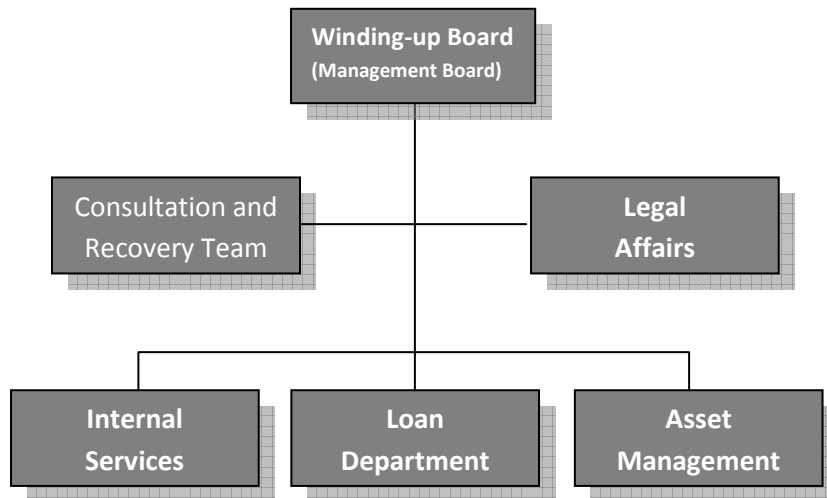 Winding-up Board
(Management Board)
Consultation and
Recovery Team
Legal
Affairs
Internal
Services
Loan
Department
Asset
Management